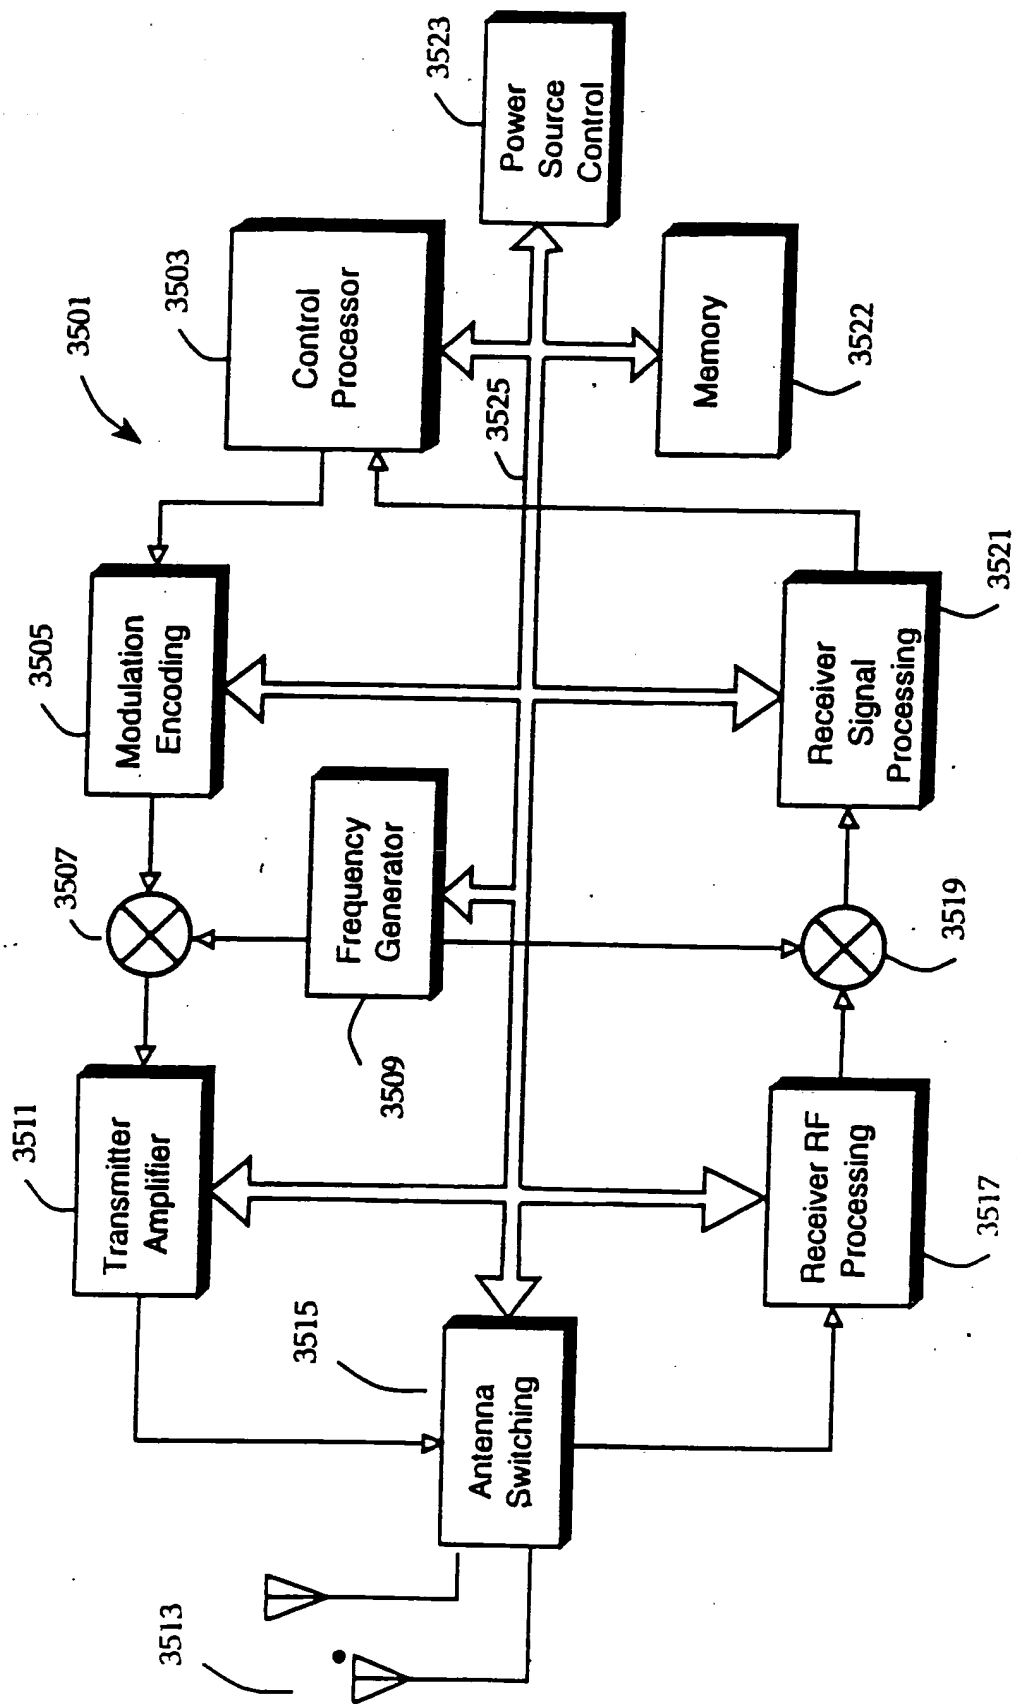 3501
3511
Transmitter
Amplifier
3507
3505
Modulation
Encoding
3503
Control
Processor
3523
Power
Source
Control
3509
Frequency
Generator
3525
3513
3515
Antenna
Switching
3517
Receiver RF
Processing
3519
3521
Receiver
Signal
Processing
3522
Memory